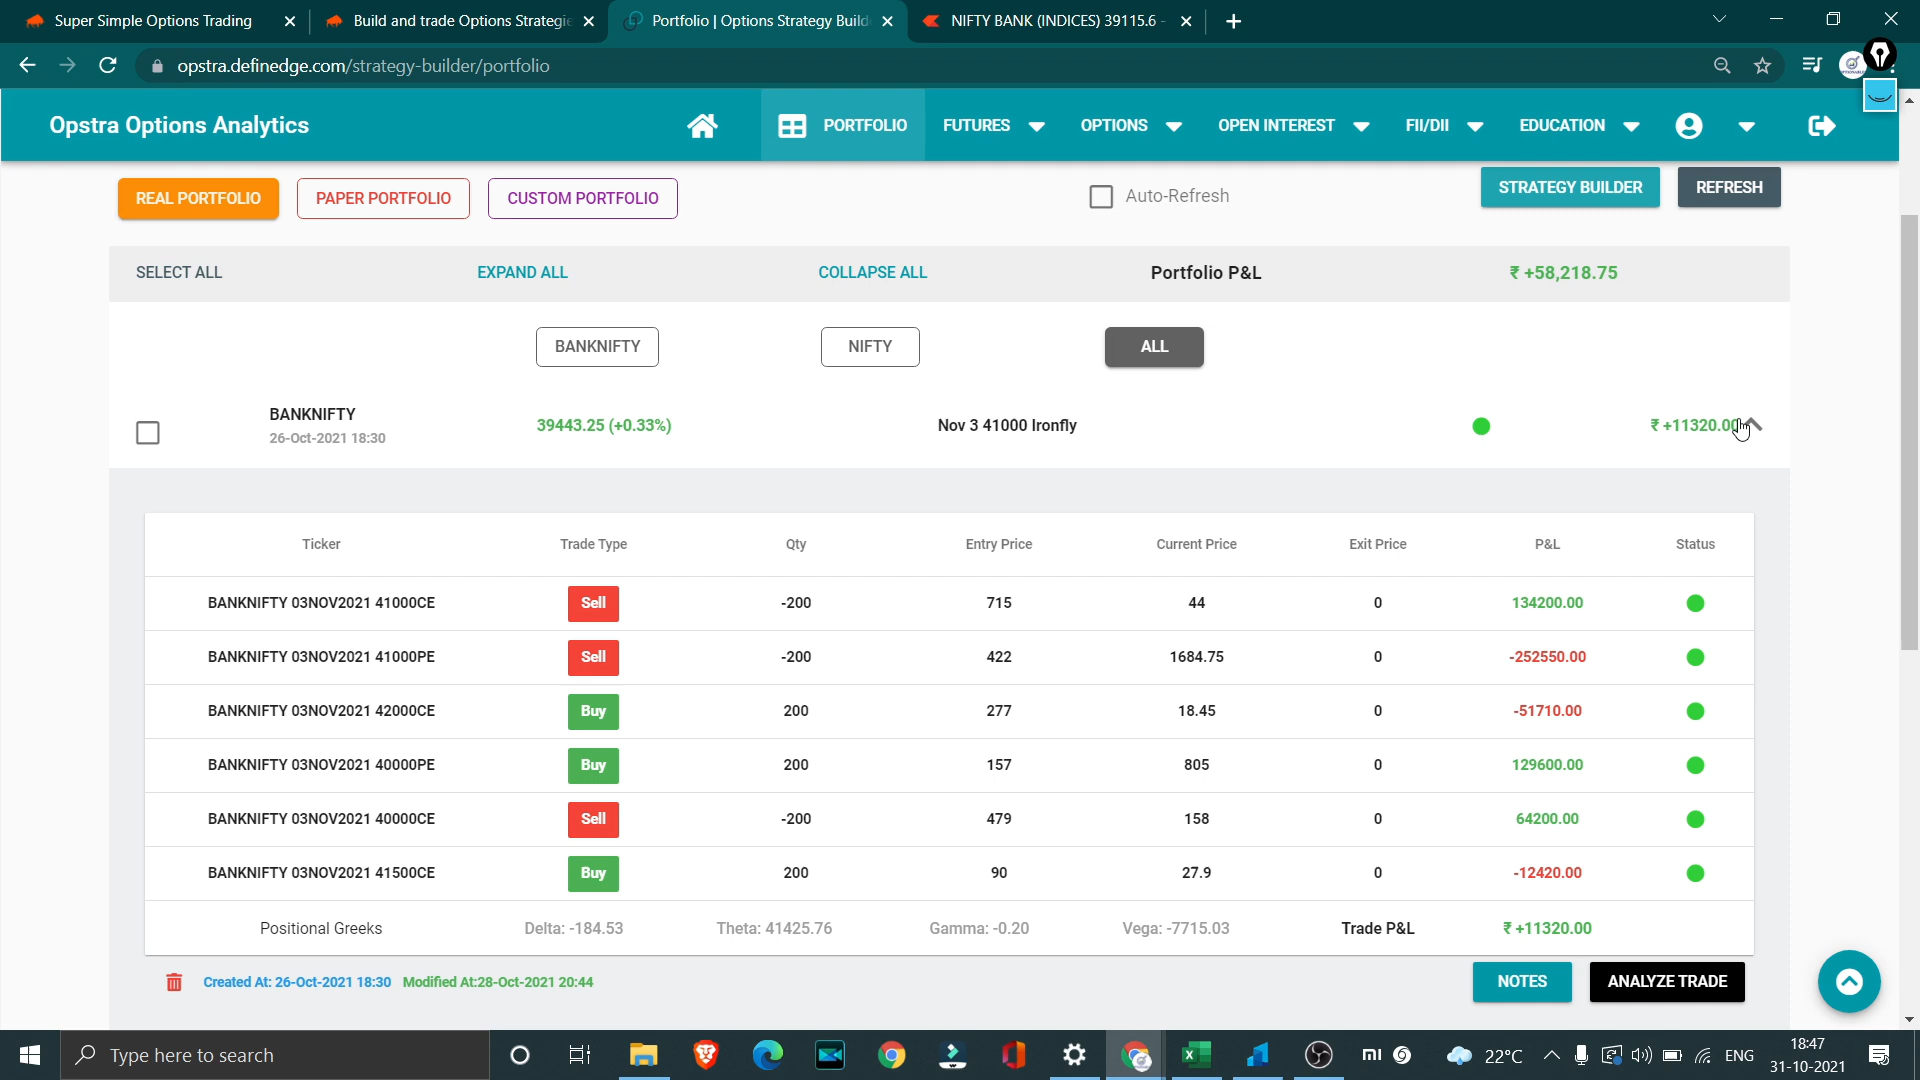 Super Simple Options Trading
Build and trade Options Strategie
Portfolio | Options Strategy Build
NIFTY BANK (INDICES) 39115.6 -
opstra.definedge.com/strategy-builder/portfolio
Opstra Options Analytics
PORTFOLIO
FUTURES
OPTIONS
OPEN INTEREST
FII/DII
EDUCATION
REAL PORTFOLIO
PAPER PORTFOLIO
CUSTOM PORTFOLIO
Auto-Refresh
STRATEGY BUILDER
REFRESH
SELECT ALL
EXPAND ALL
COLLAPSE ALL
Portfolio P&L
₹ +58,218.75
BANKNIFTY
NIFTY
ALL
BANKNIFTY
26-Oct-2021 18:30
39443.25 (+0.33%)
Nov 3 41000 Ironfly
₹ +11320.00
Ticker Trade Type Qty Entry Price Current Price Exit Price P&L Status
BANKNIFTY 03NOV2021 41000CE Sell -200 715 44 0 134200.00
BANKNIFTY 03NOV2021 41000PE Sell -200 422 1684.75 0 -252550.00
BANKNIFTY 03NOV2021 42000CE Buy 200 277 18.45 0 -51710.00
BANKNIFTY 03NOV2021 40000PE Buy 200 157 805 0 129600.00
BANKNIFTY 03NOV2021 40000CE Sell -200 479 158 0 64200.00
BANKNIFTY 03NOV2021 41500CE Buy 200 90 27.9 0 -12420.00
Positional Greeks Delta: -184.53 Theta: 41425.76 Gamma: -0.20 Vega: -7715.03 Trade P&L ₹ +11320.00
Created At: 26-Oct-2021 18:30 Modified At:28-Oct-2021 20:44
NOTES
ANALYZE TRADE
Type here to search
mi
22°C
ENG
18:47
31-10-2021